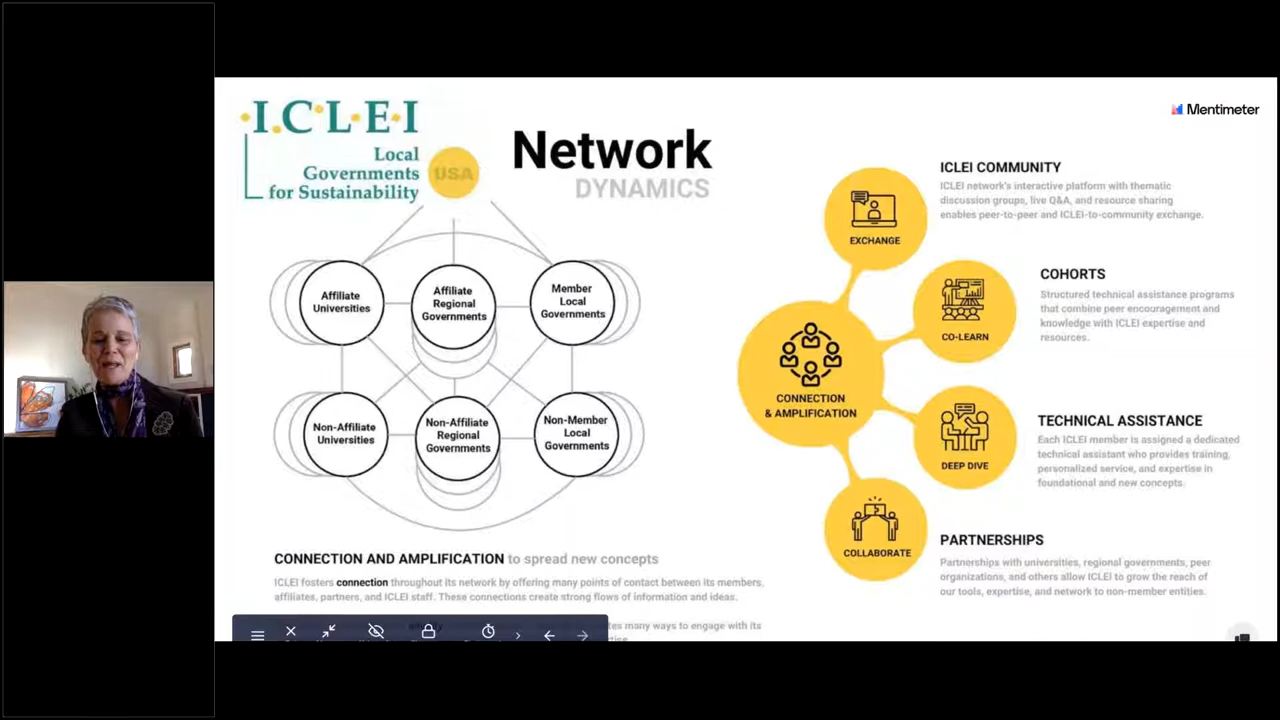 I.C.L.E.I
Local
Governments
for Sustainability
USA
Network
DYNAMICS
Mentimeter
Affiliate
Universities
Affiliate
Regional
Governments
Member
Local
Governments
Non-Affiliate
Universities
Non-Affiliate
Regional
Governments
Non-Member
Local
Governments
CONNECTION AND AMPLIFICATION to spread new concepts
ICLEI fosters connection throughout its network by offering many points of contact between its members,
affiliates, partners, and ICLEI staff. These connections create strong flows of information and ideas.
many ways to engage with its
CONNECTION
& AMPLIFICATION
EXCHANGE
ICLEI COMMUNITY
ICLEI network's interactive platform with thematic
discussion groups, live Q&A, and resource sharing
enables peer-to-peer and ICLEI-to-community exchange.
CO-LEARN
COHORTS
Structured technical assistance programs
that combine peer encouragement and
knowledge with ICLEI expertise and
resources.
DEEP DIVE
TECHNICAL ASSISTANCE
Each ICLEI member is assigned a dedicated
technical assistant who provides training,
personalized service, and expertise in
foundational and new concepts.
COLLABORATE
PARTNERSHIPS
Partnerships with universities, regional governments, peer
organizations, and others allow ICLEI to grow the reach of
our tools, expertise, and network to non-member entities.